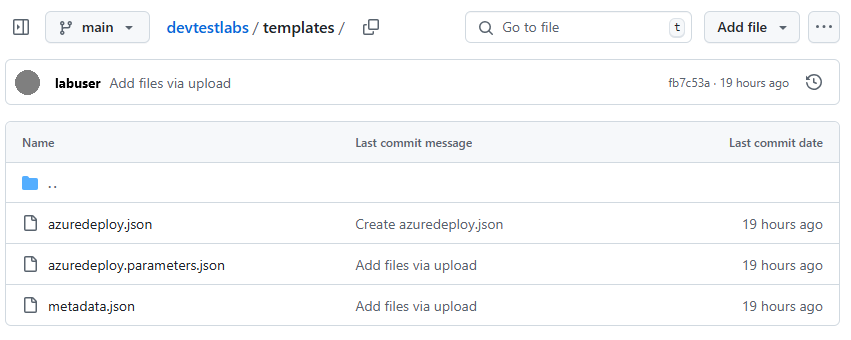 main devtestlabs / templates / Go to file t Add file ...
labuser Add files via upload fb7c53a · 19 hours ago
Name Last commit message Last commit date
..
azuredeploy.json Create azuredeploy.json 19 hours ago
azuredeploy.parameters.json Add files via upload 19 hours ago
metadata.json Add files via upload 19 hours ago